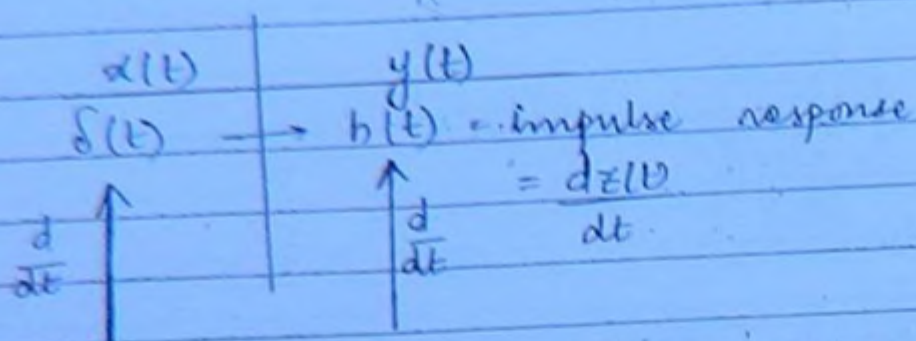 x(t) y(t)
δ(t) → h(t) = impulse response
= dz(t)/dt
d/dt d/dt